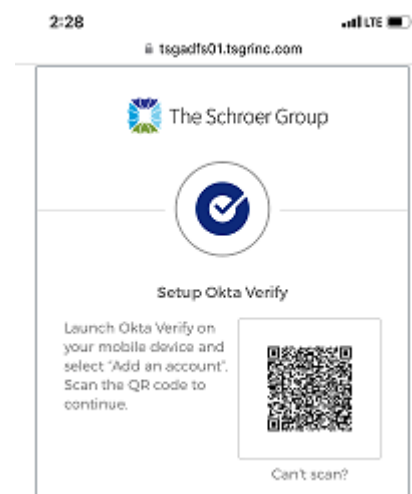 2:28
LTE
tsgadfs01.tsgrinc.com
The Schroer Group
Setup Okta Verify
Launch Okta Verify on
your mobile device and
select "Add an account".
Scan the QR code to
continue.
Can't scan?